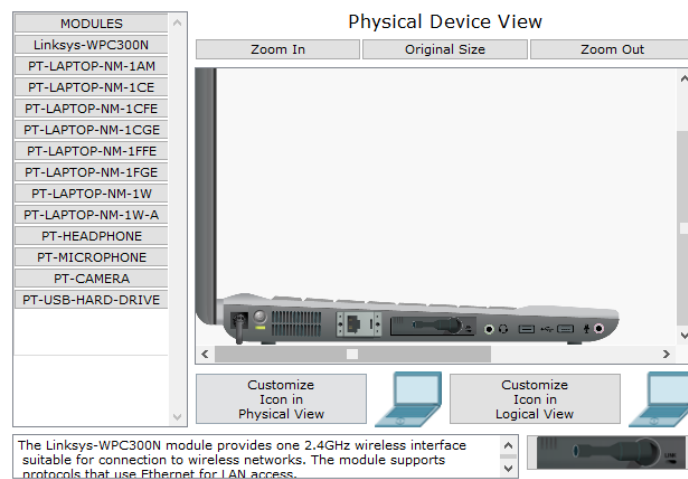 MODULES
Linksys-WPC300N
PT-LAPTOP-NM-1AM
PT-LAPTOP-NM-1CE
PT-LAPTOP-NM-1CFE
PT-LAPTOP-NM-1CGE
PT-LAPTOP-NM-1FFE
PT-LAPTOP-NM-1FGE
PT-LAPTOP-NM-1W
PT-LAPTOP-NM-1W-A
PT-HEADPHONE
PT-MICROPHONE
PT-CAMERA
PT-USB-HARD-DRIVE
Physical Device View
Zoom In
Original Size
Zoom Out
Customize
Icon in
Physical View
Customize
Icon in
Logical View
The Linksys-WPC300N module provides one 2.4GHz wireless interface
suitable for connection to wireless networks. The module supports
protocols that use Ethernet for LAN access.